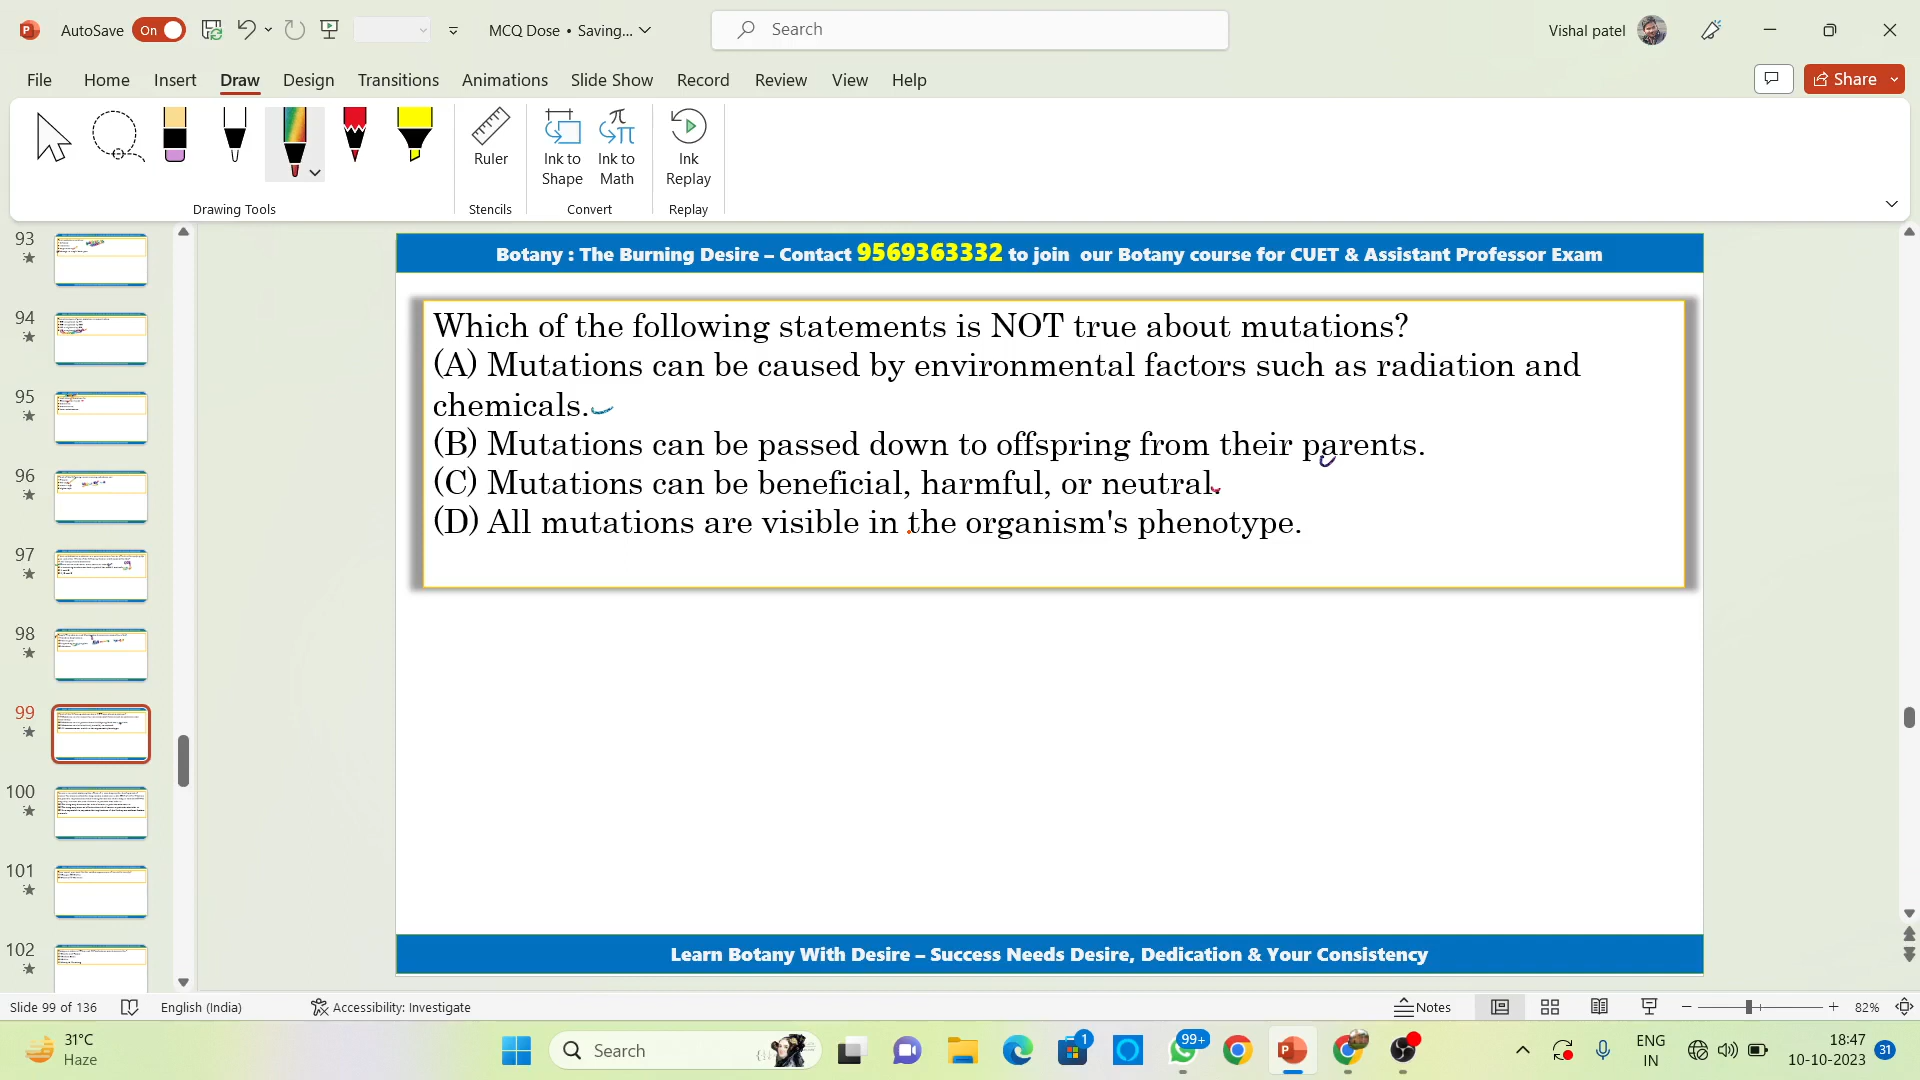 AutoSave On
MCQ Dose • Saving...
Search
Vishal patel
File Home Insert Draw Design Transitions Animations Slide Show Record Review View Help
Share
Ruler
Ink to Shape
Ink to Math
Ink Replay
Drawing Tools
Stencils
Convert
Replay
93
94
95
96
97
98
99
100
101
102
Botany : The Burning Desire – Contact 9569363332 to join our Botany course for CUET & Assistant Professor Exam
Which of the following statements is NOT true about mutations?
(A) Mutations can be caused by environmental factors such as radiation and
chemicals.
(B) Mutations can be passed down to offspring from their parents.
(C) Mutations can be beneficial, harmful, or neutral.
(D) All mutations are visible in the organism's phenotype.
Learn Botany With Desire – Success Needs Desire, Dedication & Your Consistency
Slide 99 of 136
English (India)
Accessibility: Investigate
Notes
82%
31°C
Haze
Search
1
99+
ENG
IN
18:47
10-10-2023
31